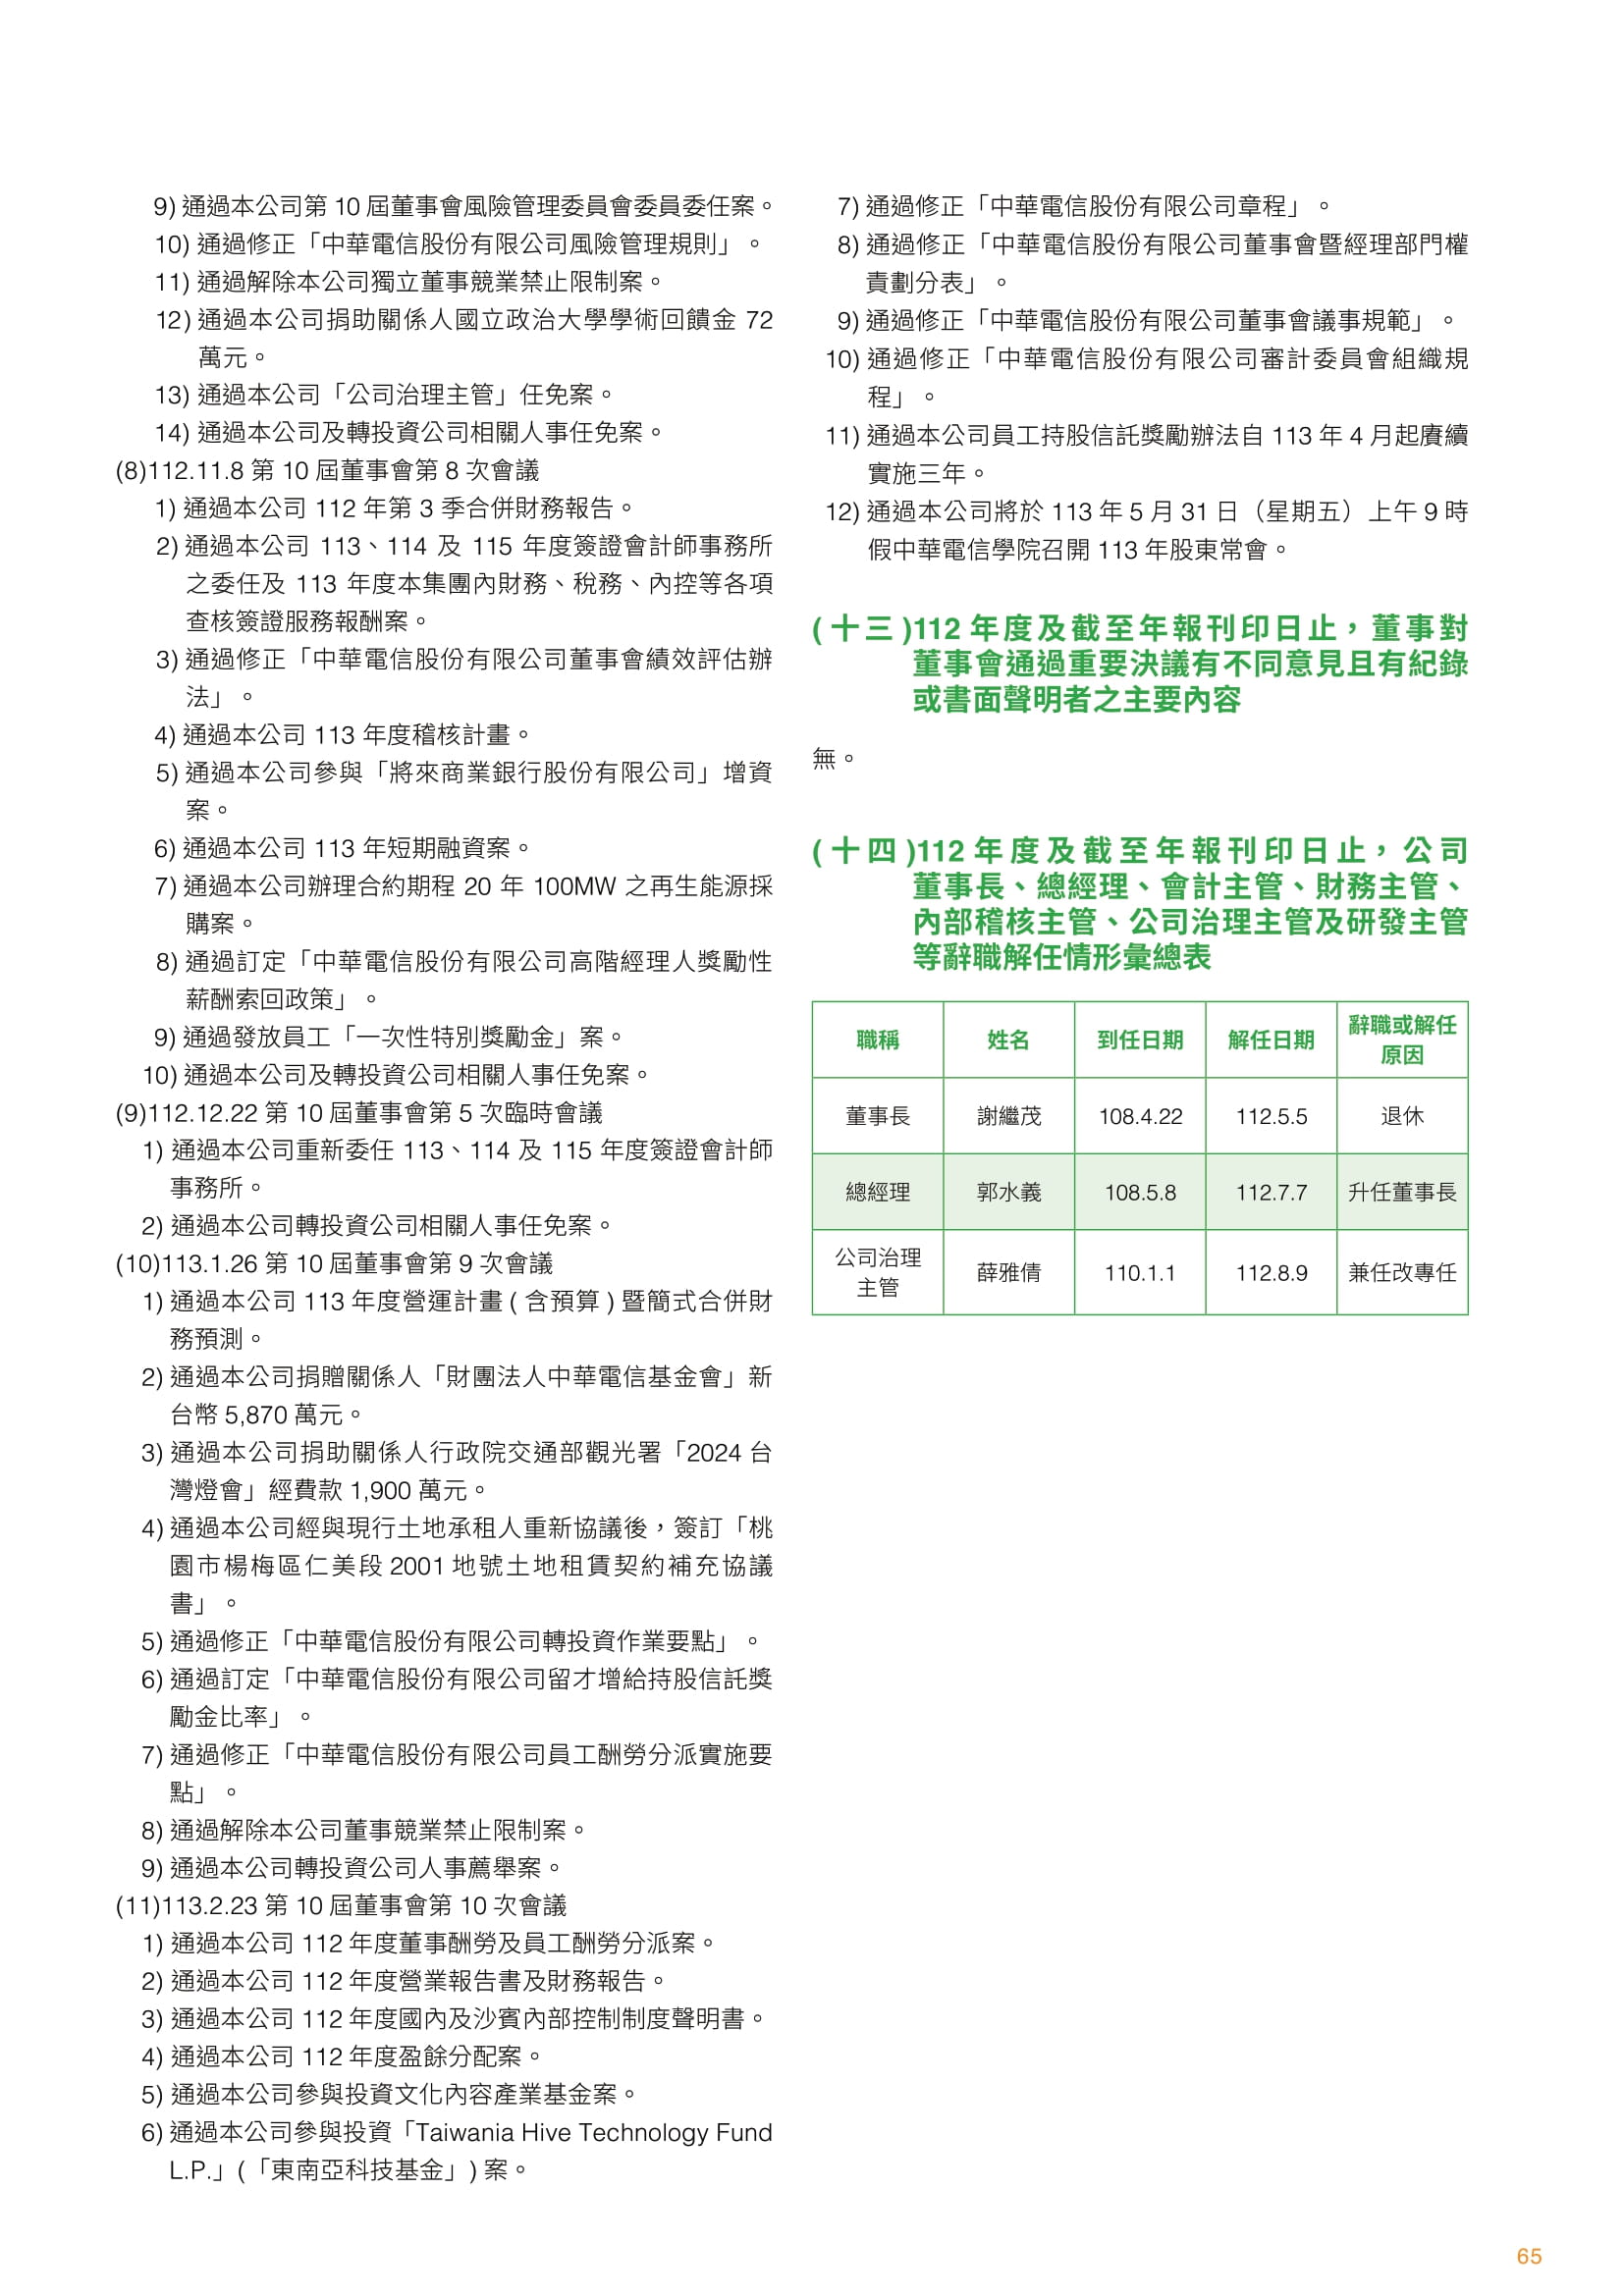 9) 通過本公司第 10 屆董事會風險管理委員會委員委任案。
10) 通過修正「中華電信股份有限公司風險管理規則」。
11) 通過解除本公司獨立董事競業禁止限制案。
12) 通過本公司捐助關係人國立政治大學學術回饋金 72
萬元。
13) 通過本公司「公司治理主管」任免案。
14) 通過本公司及轉投資公司相關人事任免案。
(8)112.11.8 第 10 屆董事會第 8 次會議
1) 通過本公司 112 年第 3 季合併財務報告。
2) 通過本公司 113、114 及 115 年度簽證會計師事務所
之委任及 113 年度本集團內財務、稅務、內控等各項
查核簽證服務報酬案。
3) 通過修正「中華電信股份有限公司董事會績效評估辦
法」。
4) 通過本公司 113 年度稽核計畫。
5) 通過本公司參與「將來商業銀行股份有限公司」增資
案。
6) 通過本公司 113 年短期融資案。
7) 通過本公司辦理合約期程 20 年 100MW 之再生能源採
購案。
8) 通過訂定「中華電信股份有限公司高階經理人獎勵性
薪酬索回政策」。
9) 通過發放員工「一次性特別獎勵金」案。
10) 通過本公司及轉投資公司相關人事任免案。
(9)112.12.22 第 10 屆董事會第 5 次臨時會議
1) 通過本公司重新委任 113、114 及 115 年度簽證會計師
事務所。
2) 通過本公司轉投資公司相關人事任免案。
(10)113.1.26 第 10 屆董事會第 9 次會議
1) 通過本公司 113 年度營運計畫 ( 含預算 ) 暨簡式合併財
務預測。
2) 通過本公司捐贈關係人「財團法人中華電信基金會」新
台幣 5,870 萬元。
3) 通過本公司捐助關係人行政院交通部觀光署「2024 台
灣燈會」經費款 1,900 萬元。
4) 通過本公司經與現行土地承租人重新協議後，簽訂「桃
園市楊梅區仁美段 2001 地號土地租賃契約補充協議
書」。
5) 通過修正「中華電信股份有限公司轉投資作業要點」。
6) 通過訂定「中華電信股份有限公司留才增給持股信託獎
勵金比率」。
7) 通過修正「中華電信股份有限公司員工酬勞分派實施要
點」。
8) 通過解除本公司董事競業禁止限制案。
9) 通過本公司轉投資公司人事薦舉案。
(11)113.2.23 第 10 屆董事會第 10 次會議
1) 通過本公司 112 年度董事酬勞及員工酬勞分派案。
2) 通過本公司 112 年度營業報告書及財務報告。
3) 通過本公司 112 年度國內及沙賓內部控制制度聲明書。
4) 通過本公司 112 年度盈餘分配案。
5) 通過本公司參與投資文化內容產業基金案。
6) 通過本公司參與投資「Taiwania Hive Technology Fund
L.P.」(「東南亞科技基金」) 案。
7) 通過修正「中華電信股份有限公司章程」。
8) 通過修正「中華電信股份有限公司董事會暨經理部門權
責劃分表」。
9) 通過修正「中華電信股份有限公司董事會議事規範」。
10) 通過修正「中華電信股份有限公司審計委員會組織規
程」。
11) 通過本公司員工持股信託獎勵辦法自 113 年 4 月起賡續
實施三年。
12) 通過本公司將於 113 年 5 月 31 日（星期五）上午 9 時
假中華電信學院召開 113 年股東常會。
( 十三 )112 年度及截至年報刊印日止，董事對
董事會通過重要決議有不同意見且有紀錄
或書面聲明者之主要內容
無。
( 十四 )112 年度及截至年報刊印日止，公司
董事長、總經理、會計主管、財務主管、
內部稽核主管、公司治理主管及研發主管
等辭職解任情形彙總表
職稱 姓名 到任日期 解任日期 辭職或解任
原因
董事長 謝繼茂 108.4.22 112.5.5 退休
總經理 郭水義 108.5.8 112.7.7 升任董事長
公司治理
主管 薛雅倩 110.1.1 112.8.9 兼任改專任
65